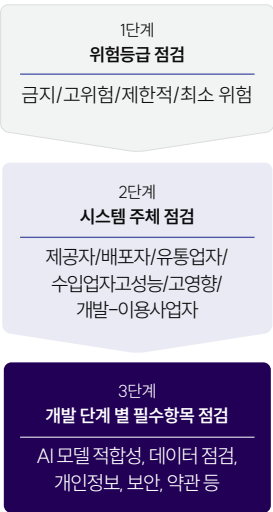 1단계
위험등급 점검
금지/고위험/제한적/최소 위험
2단계
시스템 주체 점검
제공자/배포자/유통업자/
수입업자고성능/고영향/
개발-이용사업자
3단계
개발 단계 별 필수항목 점검
AI 모델 적합성, 데이터 점검,
개인정보, 보안, 약관 등